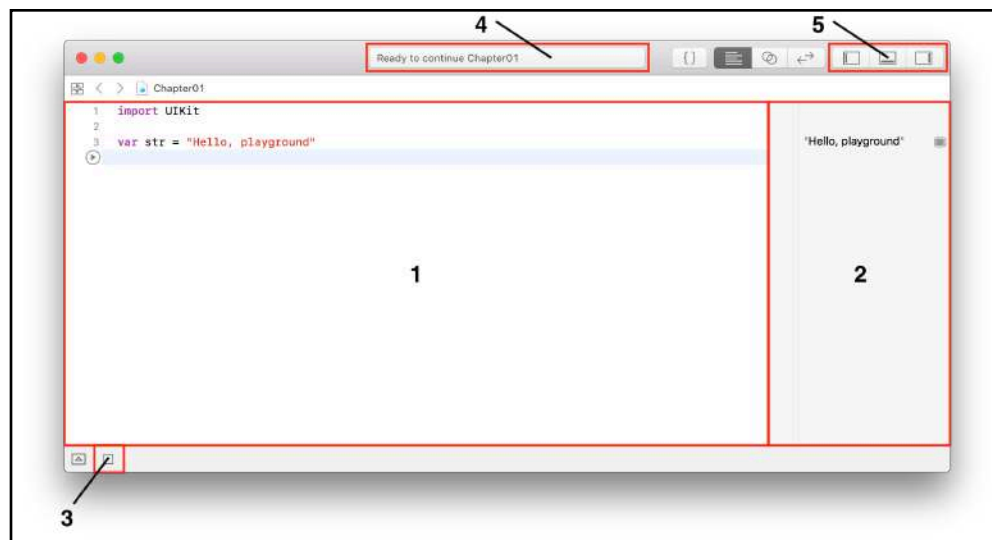 4
5
Ready to continue Chapter01
{}
Chapter01
1 import UIKit
2
3 var str = "Hello, playground"
"Hello, playground"
1
2
3